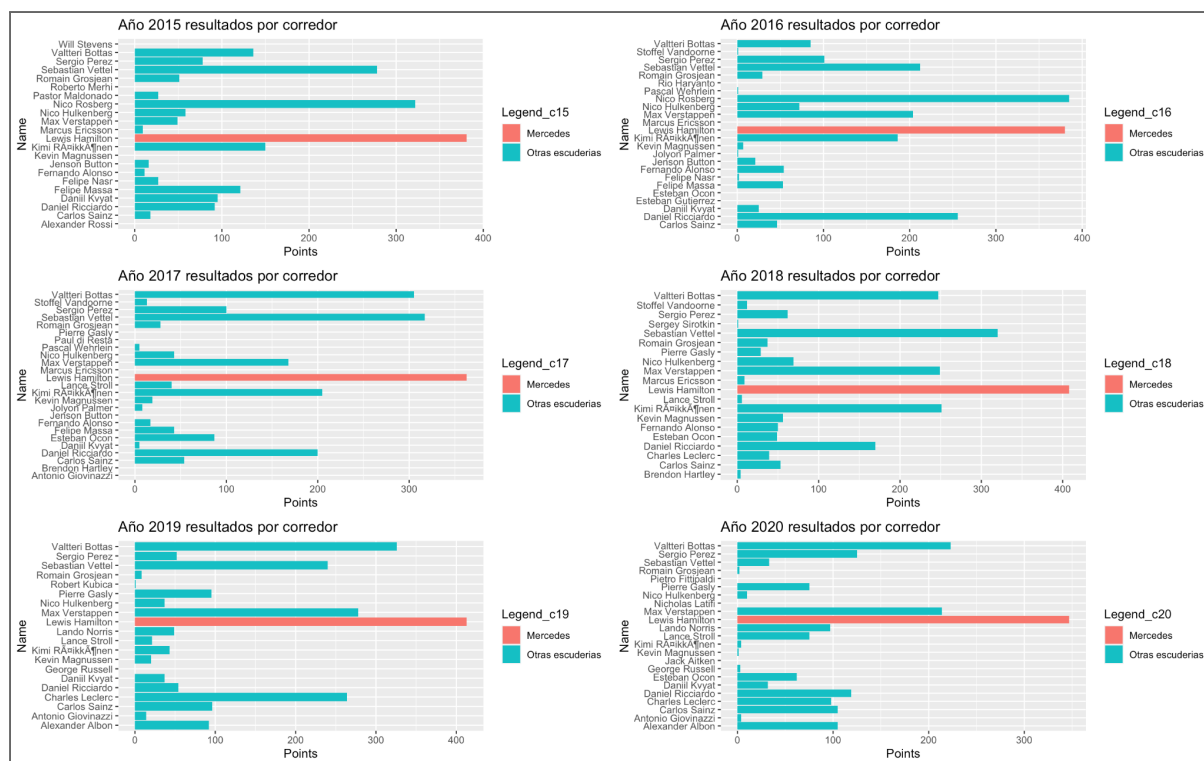 Año 2015 resultados por corredor
Name
Will Stevens
Valtteri Bottas
Sergio Perez
Sebastian Vettel
Romain Grosjean
Roberto Merhi
Pastor Maldonado
Nico Rosberg
Nico Hulkenberg
Max Verstappen
Marcus Ericsson
Lewis Hamilton
Kimi RÃ¤ikkÃ¶nen
Kevin Magnussen
Jenson Button
Fernando Alonso
Felipe Nasr
Felipe Massa
Daniil Kvyat
Daniel Ricciardo
Carlos Sainz
Alexander Rossi
0 100 200 300 400
Points
Legend_c15
Mercedes
Otras escuderias
Año 2016 resultados por corredor
Name
Valtteri Bottas
Stoffel Vandoorne
Sergio Perez
Sebastian Vettel
Romain Grosjean
Rio Haryanto
Pascal Wehrlein
Nico Rosberg
Nico Hulkenberg
Max Verstappen
Marcus Ericsson
Lewis Hamilton
Kimi RÃ¤ikkÃ¶nen
Kevin Magnussen
Jolyon Palmer
Jenson Button
Fernando Alonso
Felipe Nasr
Felipe Massa
Esteban Ocon
Esteban Gutierrez
Daniil Kvyat
Daniel Ricciardo
Carlos Sainz
0 100 200 300 400
Points
Legend_c16
Mercedes
Otras escuderias
Año 2017 resultados por corredor
Name
Valtteri Bottas
Stoffel Vandoorne
Sergio Perez
Sebastian Vettel
Romain Grosjean
Pierre Gasly
Paul di Resta
Pascal Wehrlein
Nico Hulkenberg
Max Verstappen
Marcus Ericsson
Lewis Hamilton
Lance Stroll
Kimi RÃ¤ikkÃ¶nen
Kevin Magnussen
Jolyon Palmer
Jenson Button
Fernando Alonso
Felipe Massa
Esteban Ocon
Daniil Kvyat
Daniel Ricciardo
Carlos Sainz
Brendon Hartley
Antonio Giovinazzi
0 100 200 300
Points
Legend_c17
Mercedes
Otras escuderias
Año 2018 resultados por corredor
Name
Valtteri Bottas
Stoffel Vandoorne
Sergio Perez
Sergey Sirotkin
Sebastian Vettel
Romain Grosjean
Pierre Gasly
Nico Hulkenberg
Max Verstappen
Marcus Ericsson
Lewis Hamilton
Lance Stroll
Kimi RÃ¤ikkÃ¶nen
Kevin Magnussen
Fernando Alonso
Esteban Ocon
Daniel Ricciardo
Charles Leclerc
Carlos Sainz
Brendon Hartley
0 100 200 300 400
Points
Legend_c18
Mercedes
Otras escuderias
Año 2019 resultados por corredor
Name
Valtteri Bottas
Sergio Perez
Sebastian Vettel
Romain Grosjean
Robert Kubica
Pierre Gasly
Nico Hulkenberg
Max Verstappen
Lewis Hamilton
Lando Norris
Lance Stroll
Kimi RÃ¤ikkÃ¶nen
Kevin Magnussen
George Russell
Daniil Kvyat
Daniel Ricciardo
Charles Leclerc
Carlos Sainz
Antonio Giovinazzi
Alexander Albon
0 100 200 300 400
Points
Legend_c19
Mercedes
Otras escuderias
Año 2020 resultados por corredor
Name
Valtteri Bottas
Sergio Perez
Sebastian Vettel
Romain Grosjean
Pietro Fittipaldi
Pierre Gasly
Nico Hulkenberg
Nicholas Latifi
Max Verstappen
Lewis Hamilton
Lando Norris
Lance Stroll
Kimi RÃ¤ikkÃ¶nen
Kevin Magnussen
Jack Aitken
George Russell
Esteban Ocon
Daniil Kvyat
Daniel Ricciardo
Charles Leclerc
Carlos Sainz
Antonio Giovinazzi
Alexander Albon
0 100 200 300
Points
Legend_c20
Mercedes
Otras escuderias